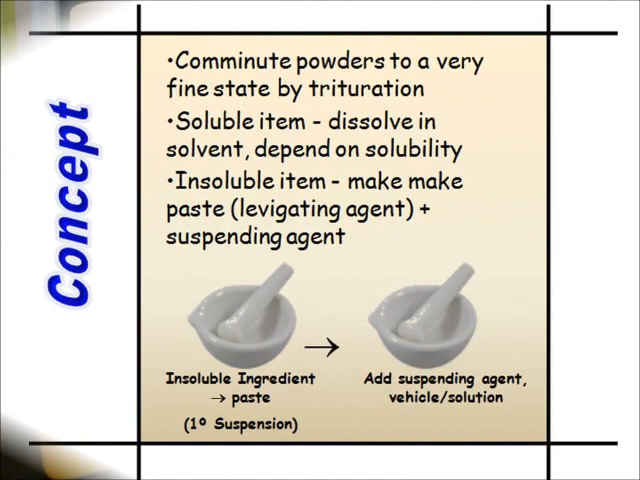 Concept
•Comminute powders to a very
fine state by trituration
•Soluble item - dissolve in
solvent, depend on solubility
•Insoluble item - make make
paste (levigating agent) +
suspending agent
→
Insoluble Ingredient
→ paste
(1º Suspension)
Add suspending agent,
vehicle/solution